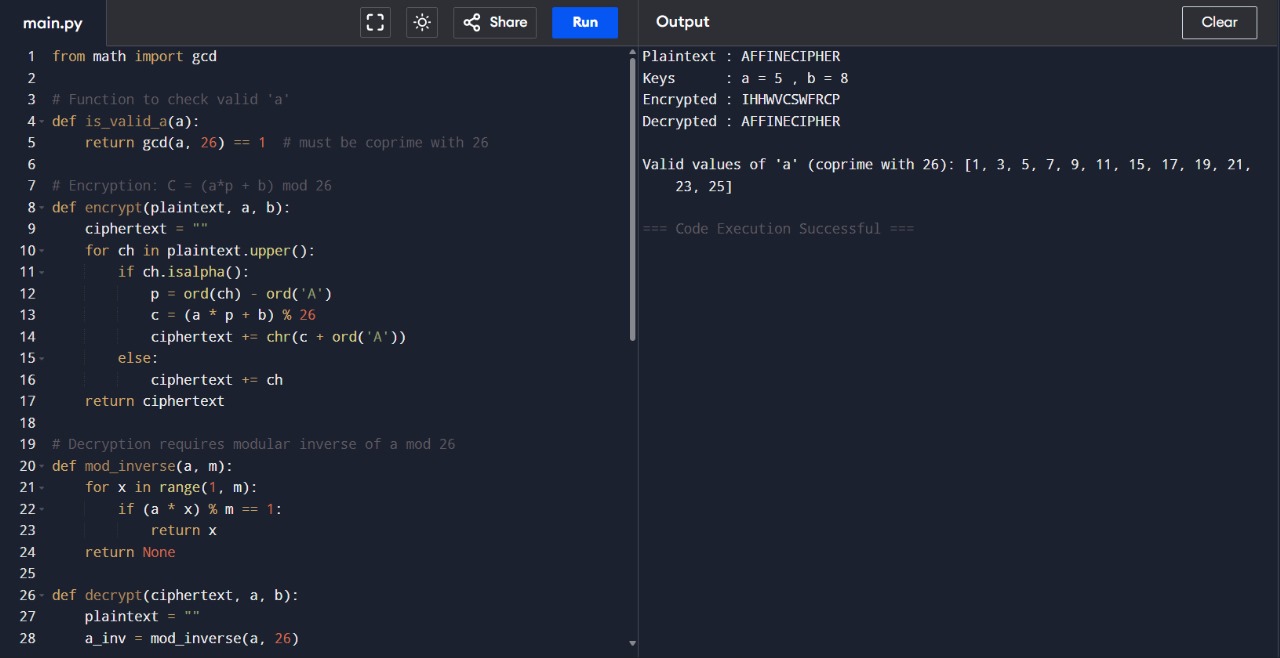 main.py
Share
Run
Output
Clear
1 from math import gcd
2
3 # Function to check valid 'a'
4 def is_valid_a(a):
5     return gcd(a, 26) == 1  # must be coprime with 26
6
7 # Encryption: C = (a*p + b) mod 26
8 def encrypt(plaintext, a, b):
9     ciphertext = ""
10     for ch in plaintext.upper():
11         if ch.isalpha():
12             p = ord(ch) - ord('A')
13             c = (a * p + b) % 26
14             ciphertext += chr(c + ord('A'))
15         else:
16             ciphertext += ch
17     return ciphertext
18
19 # Decryption requires modular inverse of a mod 26
20 def mod_inverse(a, m):
21     for x in range(1, m):
22         if (a * x) % m == 1:
23             return x
24     return None
25
26 def decrypt(ciphertext, a, b):
27     plaintext = ""
28     a_inv = mod_inverse(a, 26)
Plaintext : AFFINECIPHER
Keys      : a = 5 , b = 8
Encrypted : IHHWVCSWFRCP
Decrypted : AFFINECIPHER

Valid values of 'a' (coprime with 26): [1, 3, 5, 7, 9, 11, 15, 17, 19, 21,
    23, 25]

=== Code Execution Successful ===